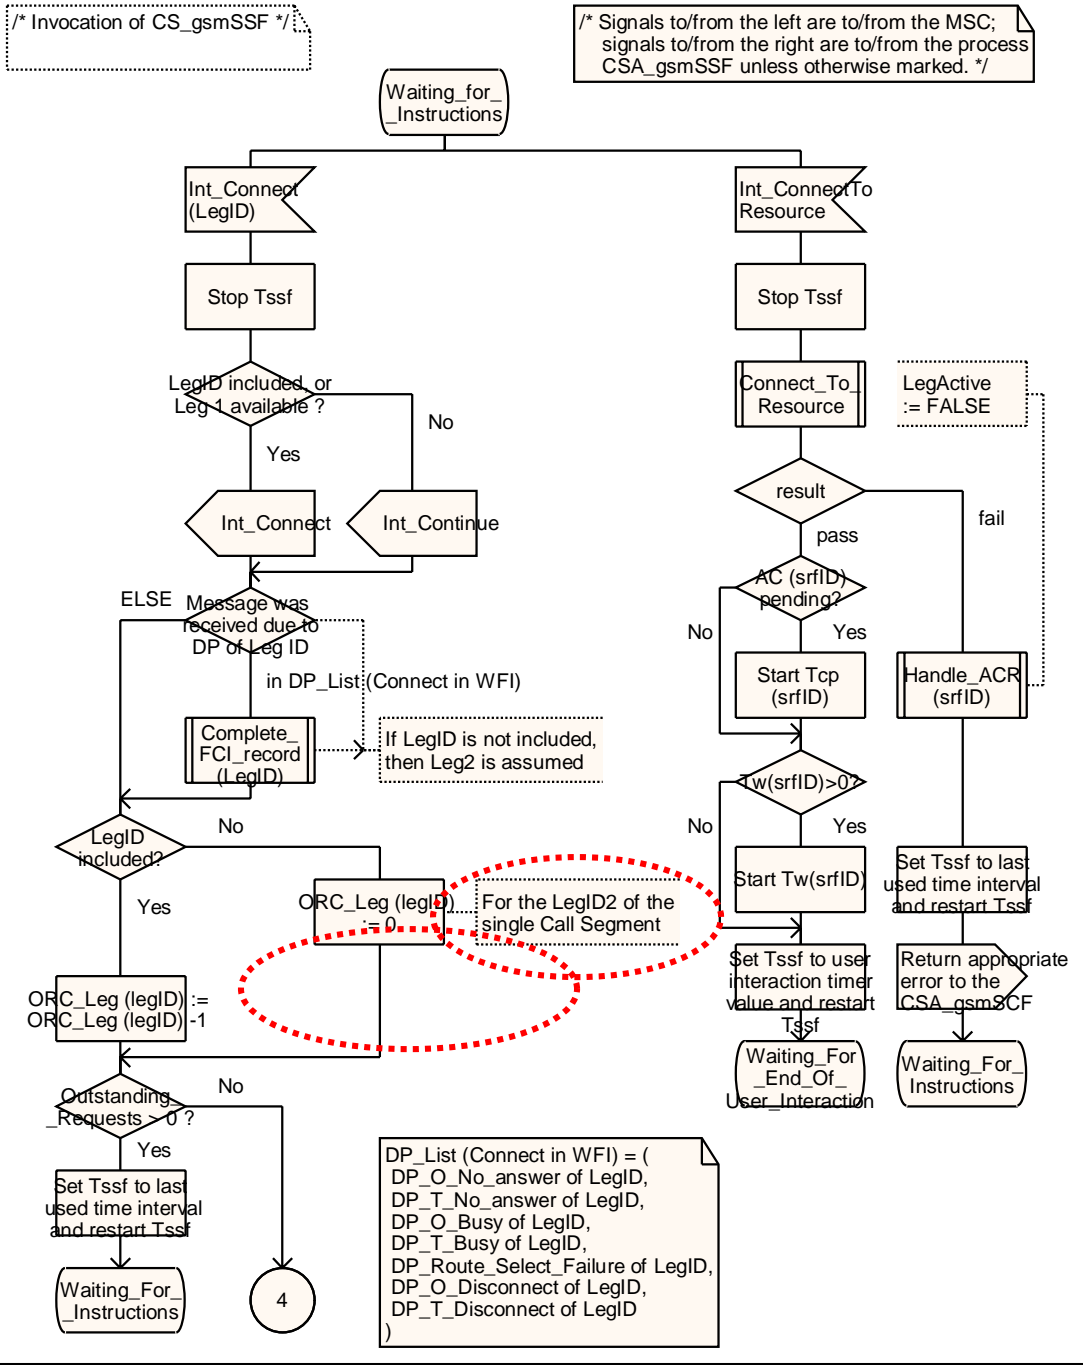 /* Invocation of CS_gsmSSF */
/* Signals to/from the left are to/from the MSC;
signals to/from the right are to/from the process
CSA_gsmSSF unless otherwise marked. */
Waiting_for_
_Instructions
Int_Connect
(LegID)
Stop Tssf
LegID included, or
Leg 1 available ?
No
Yes
Int_Connect
Int_Continue
ELSE
Message was
received due to
DP of Leg ID
in DP_List (Connect in WFI)
Complete_
FCI_record
(LegID)
If LegID is not included,
then Leg2 is assumed
LegID
included?
No
Yes
ORC_Leg (legID)
:= 0
For the LegID2 of the
single Call Segment
ORC_Leg (legID) :=
ORC_Leg (legID) -1
Outstanding_
_Requests > 0 ?
No
Yes
Set Tssf to last
used time interval
and restart Tssf
Waiting_For_
_Instructions
4
DP_List (Connect in WFI) = (
DP_O_No_answer of LegID,
DP_T_No_answer of LegID,
DP_O_Busy of LegID,
DP_T_Busy of LegID,
DP_Route_Select_Failure of LegID,
DP_O_Disconnect of LegID,
DP_T_Disconnect of LegID
)
Int_ConnectTo
Resource
Stop Tssf
Connect_To_
Resource
LegActive
:= FALSE
result
fail
pass
AC (srfID)
pending?
No
Yes
Start Tcp
(srfID)
Handle_ACR
(srfID)
Tw(srfID)>0?
No
Yes
Start Tw(srfID)
Set Tssf to last
used time interval
and restart Tssf
Set Tssf to user
interaction timer
value and restart
Tssf
Return appropriate
error to the
CSA_gsmSCF
Waiting_For
_End_Of_
User_Interaction
Waiting_For_
Instructions